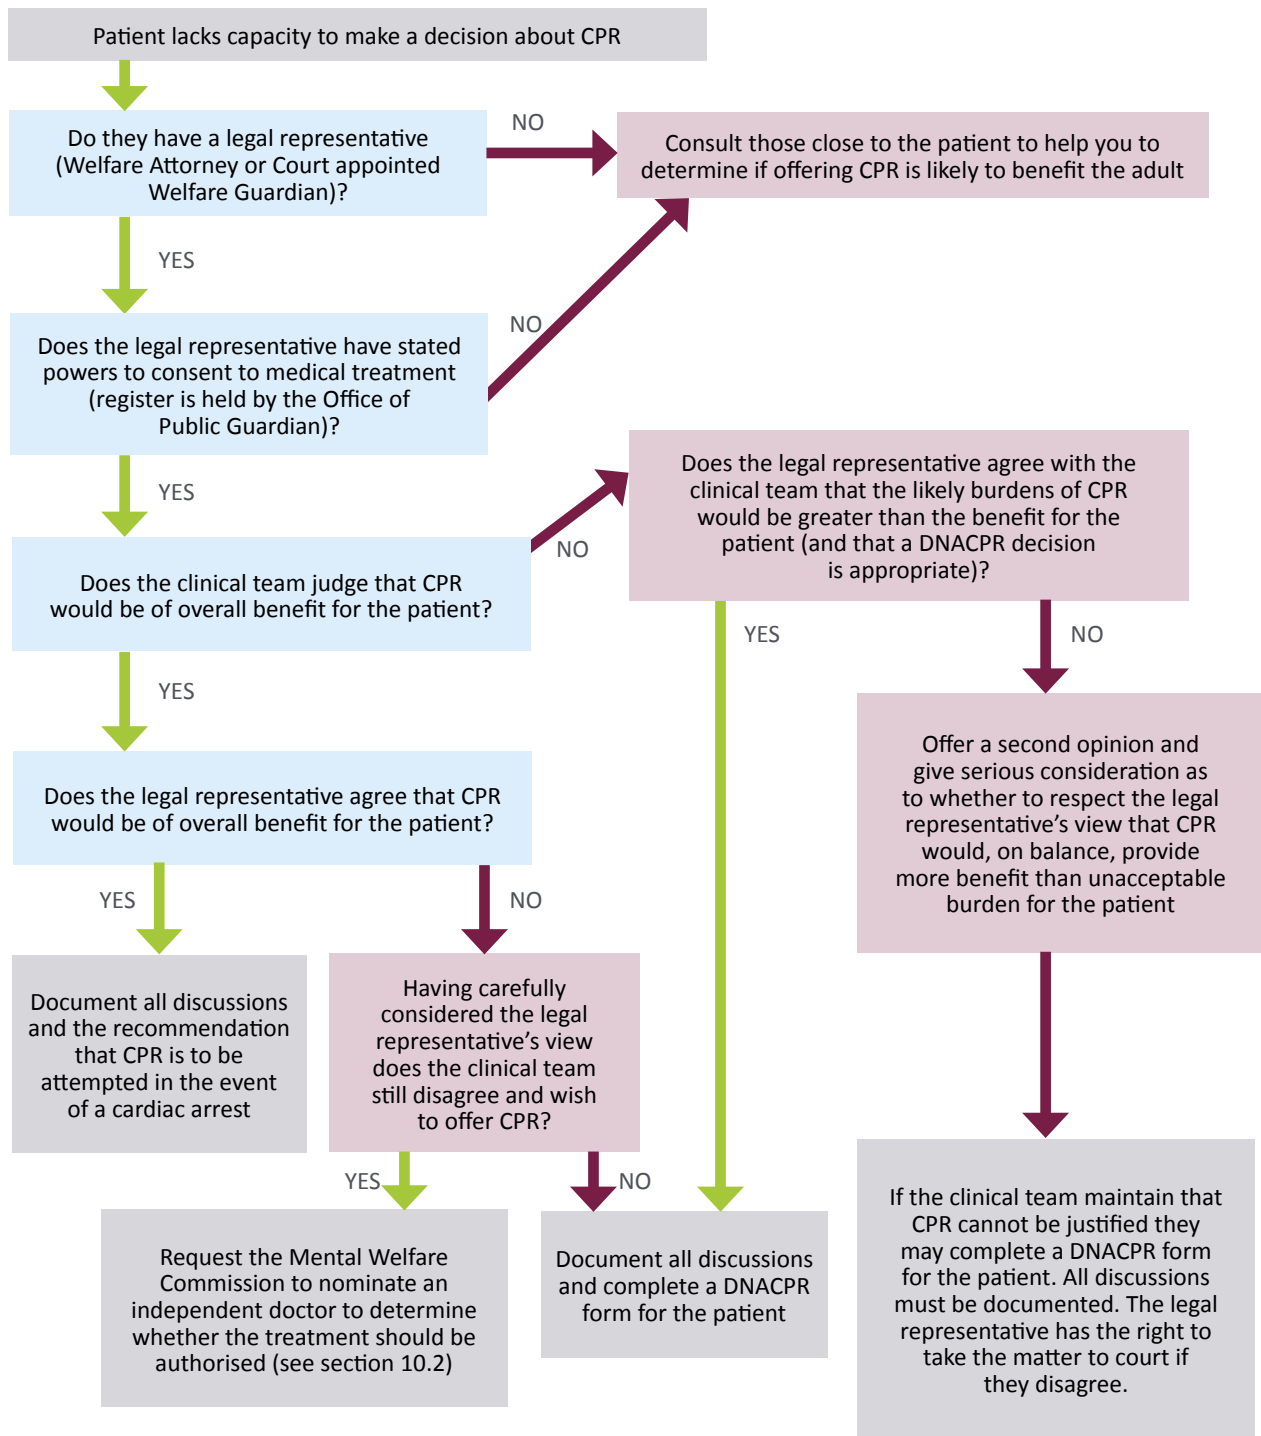 Patient lacks capacity to make a decision about CPR
Do they have a legal representative
(Welfare Attorney or Court appointed
Welfare Guardian)?
NO
Consult those close to the patient to help you to
determine if offering CPR is likely to benefit the adult
YES
NO
Does the legal representative have stated
powers to consent to medical treatment
(register is held by the Office of
Public Guardian)?
YES
NO
Does the legal representative agree with the
clinical team that the likely burdens of CPR
would be greater than the benefit for the
patient (and that a DNACPR decision
is appropriate)?
Does the clinical team judge that CPR
would be of overall benefit for the patient?
YES
YES
NO
Does the legal representative agree that CPR
would be of overall benefit for the patient?
Offer a second opinion and
give serious consideration as
to whether to respect the legal
representative’s view that CPR
would, on balance, provide
more benefit than unacceptable
burden for the patient
YES
NO
Document all discussions
and the recommendation
that CPR is to be
attempted in the event
of a cardiac arrest
Having carefully
considered the legal
representative’s view
does the clinical team
still disagree and wish
to offer CPR?
YES
NO
Request the Mental Welfare
Commission to nominate an
independent doctor to determine
whether the treatment should be
authorised (see section 10.2)
Document all discussions
and complete a DNACPR
form for the patient
If the clinical team maintain that
CPR cannot be justified they
may complete a DNACPR form
for the patient. All discussions
must be documented. The legal
representative has the right to
take the matter to court if
they disagree.